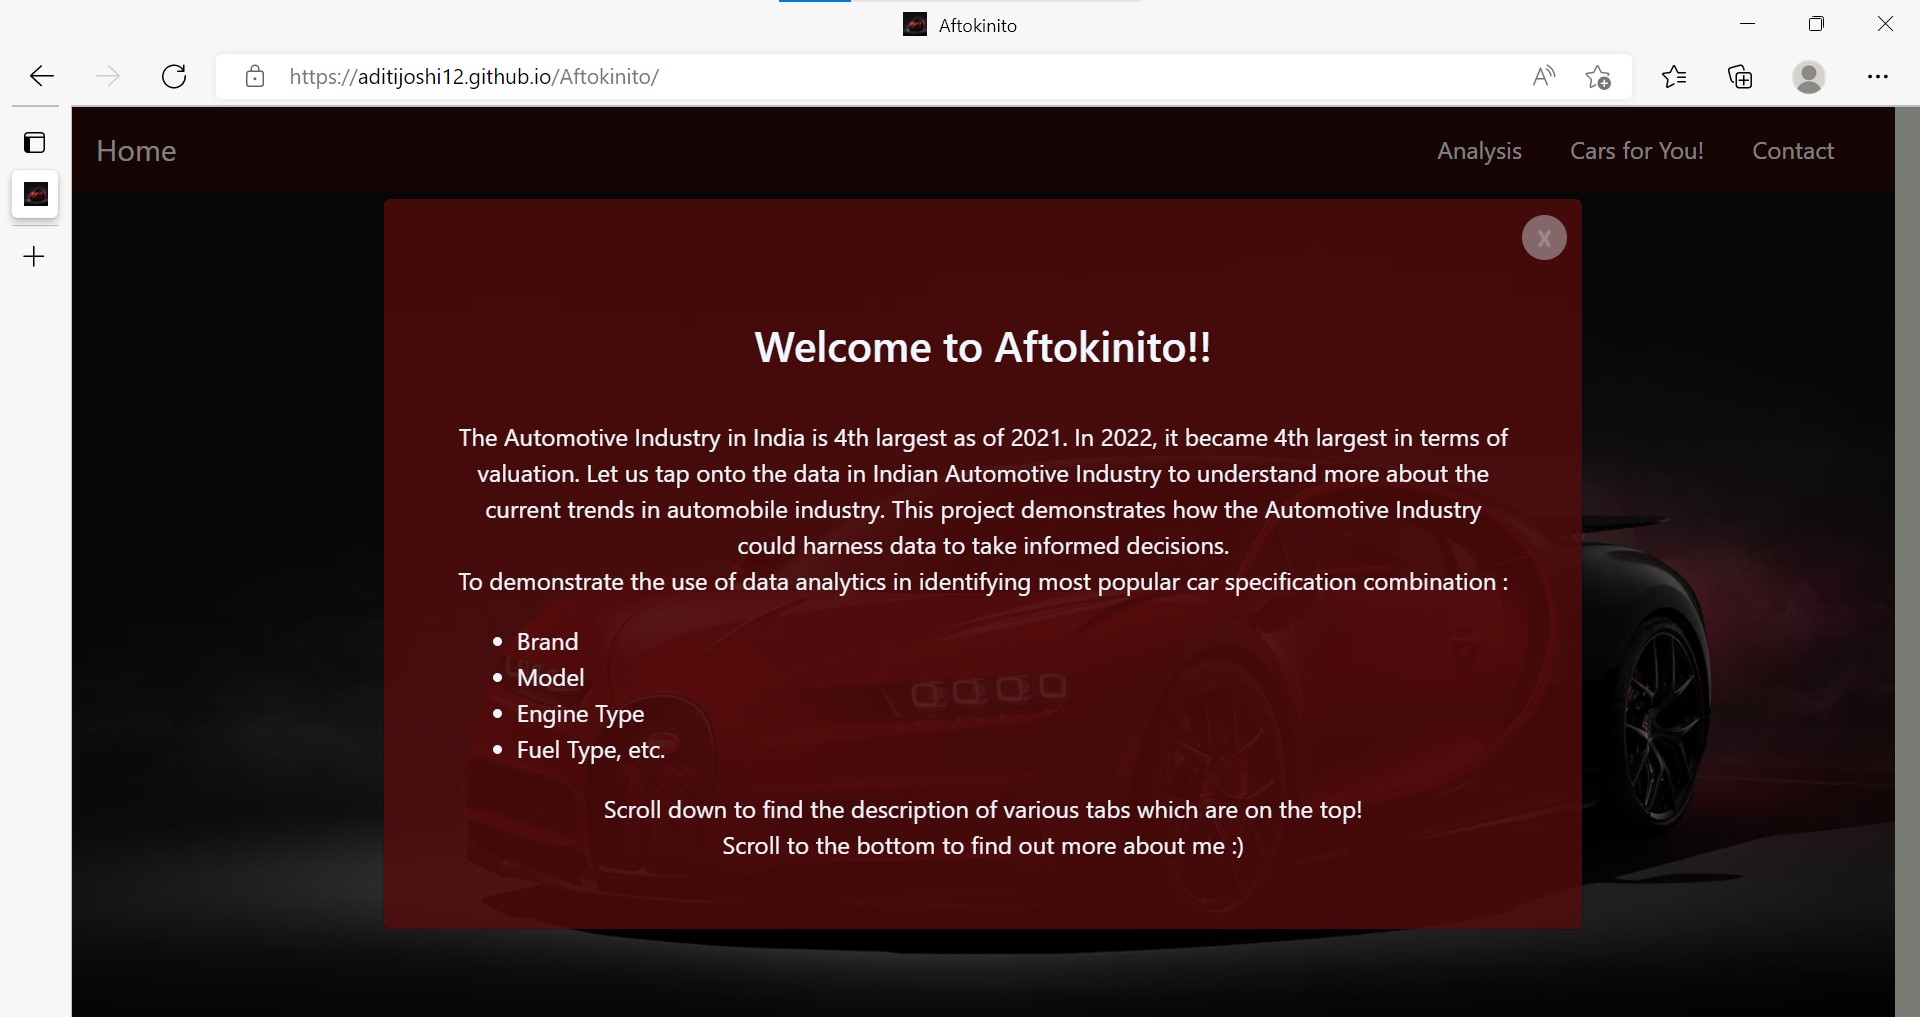 Aftokinito
https://aditijoshi12.github.io/Aftokinito/
Home
Analysis
Cars for You!
Contact
X
Welcome to Aftokinito!!
The Automotive Industry in India is 4th largest as of 2021. In 2022, it became 4th largest in terms of
valuation. Let us tap onto the data in Indian Automotive Industry to understand more about the
current trends in automobile industry. This project demonstrates how the Automotive Industry
could harness data to take informed decisions.
To demonstrate the use of data analytics in identifying most popular car specification combination :
• Brand
• Model
• Engine Type
• Fuel Type, etc.
Scroll down to find the description of various tabs which are on the top!
Scroll to the bottom to find out more about me :)